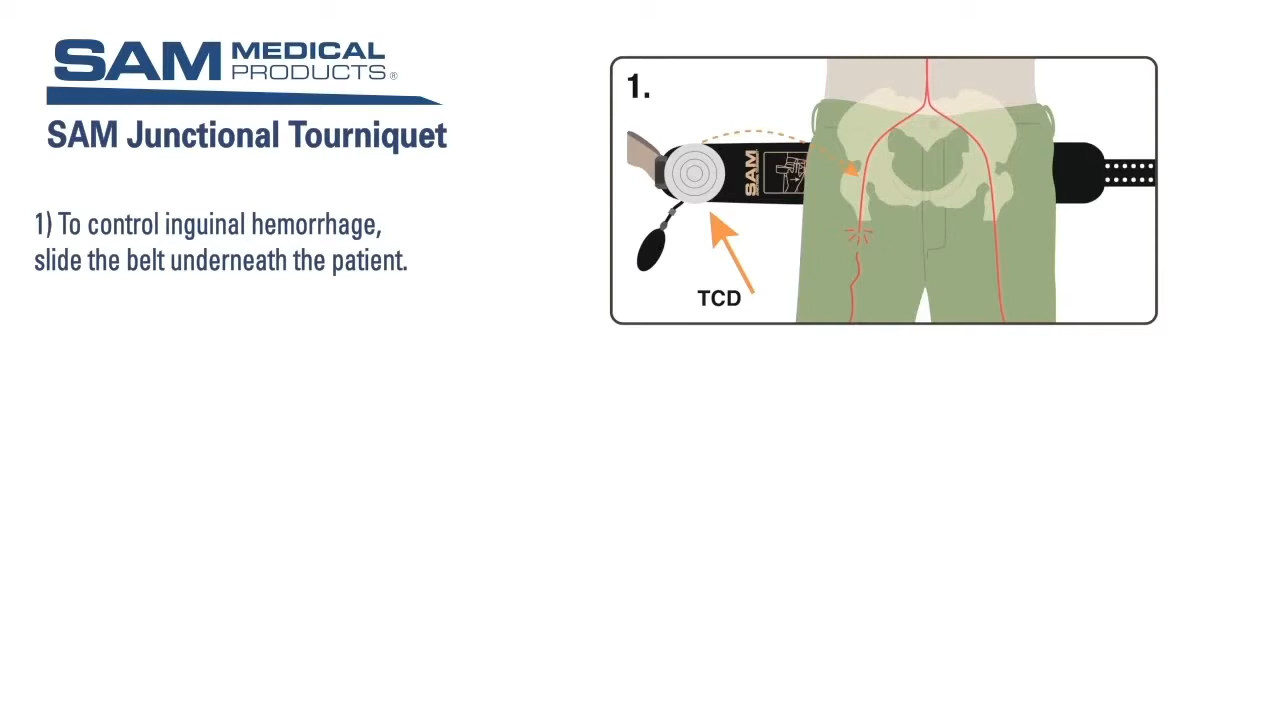 SAM MEDICAL
PRODUCTS®
SAM Junctional Tourniquet
1) To control inguinal hemorrhage,
slide the belt underneath the patient.
1.
SAM
TCD